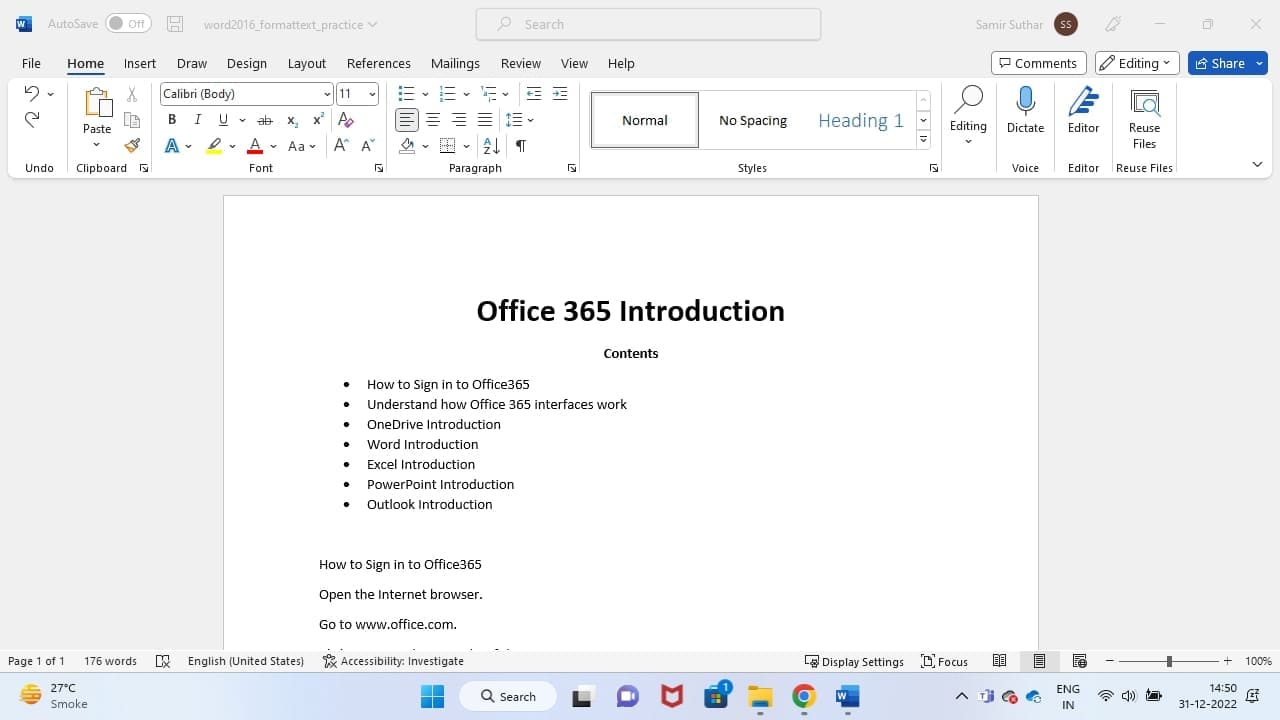 AutoSave Off word2016_formattext_practice Search Samir Suthar SS
File Home Insert Draw Design Layout References Mailings Review View Help Comments Editing Share
Calibri (Body) 11
Paste
B I U ab x₂ x² A
A A Aa A A
Normal No Spacing Heading 1
Editing Dictate Editor Reuse
Files
Undo Clipboard Font Paragraph Styles Voice Editor Reuse Files
Office 365 Introduction
Contents
• How to Sign in to Office365
• Understand how Office 365 interfaces work
• OneDrive Introduction
• Word Introduction
• Excel Introduction
• PowerPoint Introduction
• Outlook Introduction
How to Sign in to Office365
Open the Internet browser.
Go to www.office.com.
Page 1 of 1 176 words English (United States) Accessibility: Investigate Display Settings Focus 100%
27°C
Smoke
Search
1
ENG
IN
14:50
31-12-2022